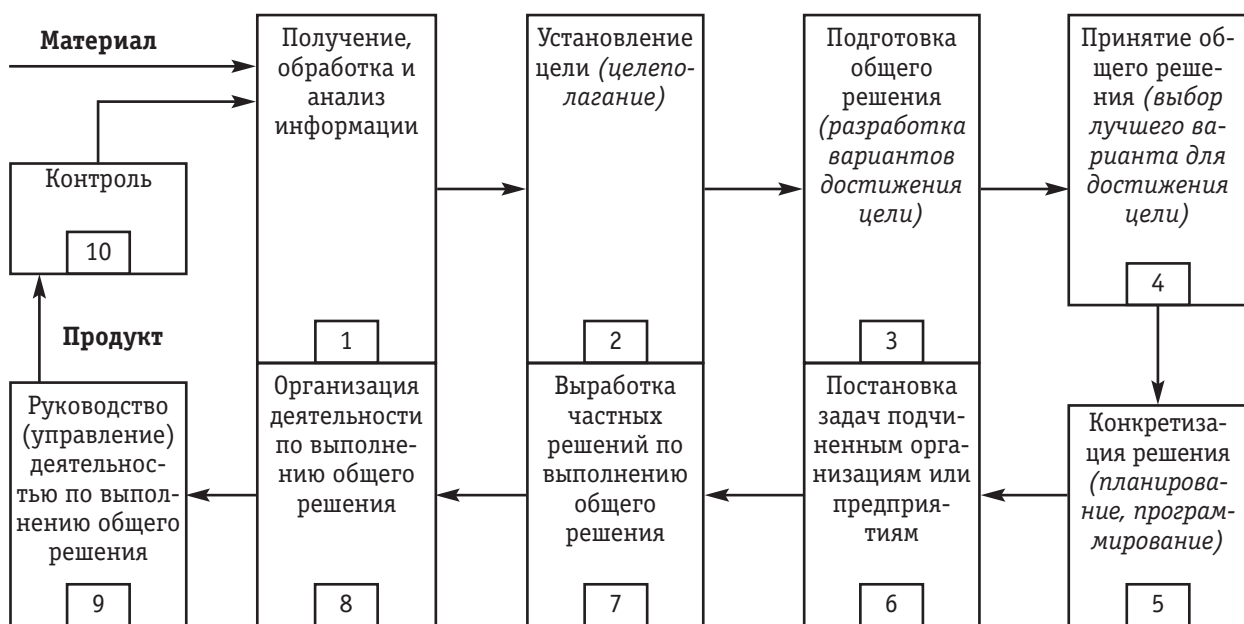 Материал
Получение,
обработка и
анализ
информации
1
Установление
цели (целепо-
лагание)
2
Подготовка
общего
решения
(разработка
вариантов
достижения
цели)
3
Принятие об-
щего реше-
ния (выбор
лучшего ва-
рианта для
достижения
цели)
4
Контроль
10
Продукт
Руководство
(управление)
деятельнос-
тью по выпол-
нению общего
решения
9
Организация
деятельности
по выполне-
нию общего
решения
8
Выработка
частных
решений по
выполнению
общего
решения
7
Постановка
задач подчи-
ненным орга-
низациям или
предприя-
тиям
6
Конкретиза-
ция решения
(планирова-
ние, програм-
мирование)
5